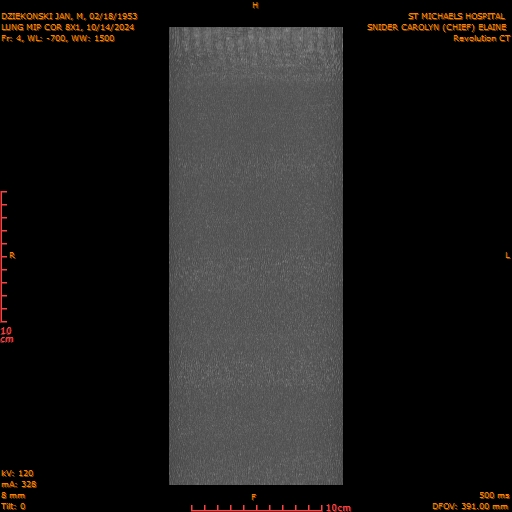 H
DZIEKONSKI JAN, M, 02/18/1953
LUNG MIP COR 8X1, 10/14/2024
Fr: 4, WL: -700, WW: 1500
ST MICHAELS HOSPITAL
SNIDER CAROLYN (CHIEF) ELAINE
Revolution CT
R
L
10
cm
kV: 120
mA: 328
8 mm
Tilt: 0
F
10cm
500 ms
DFOV: 391.00 mm